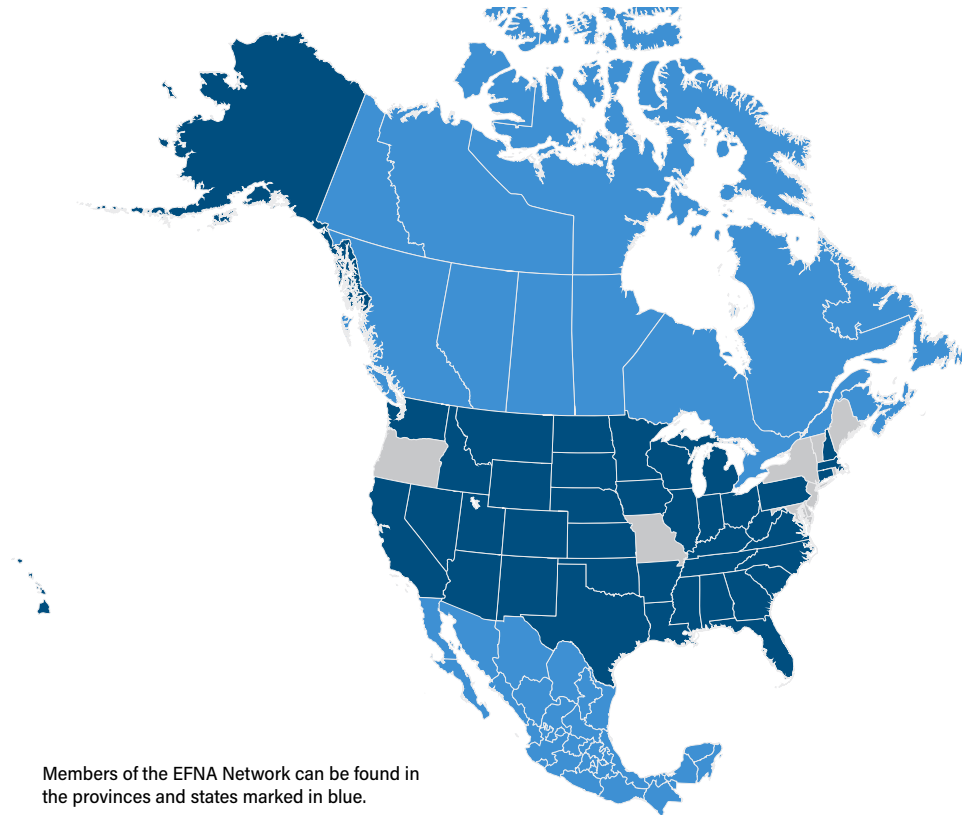 Members of the EFNA Network can be found in
the provinces and states marked in blue.